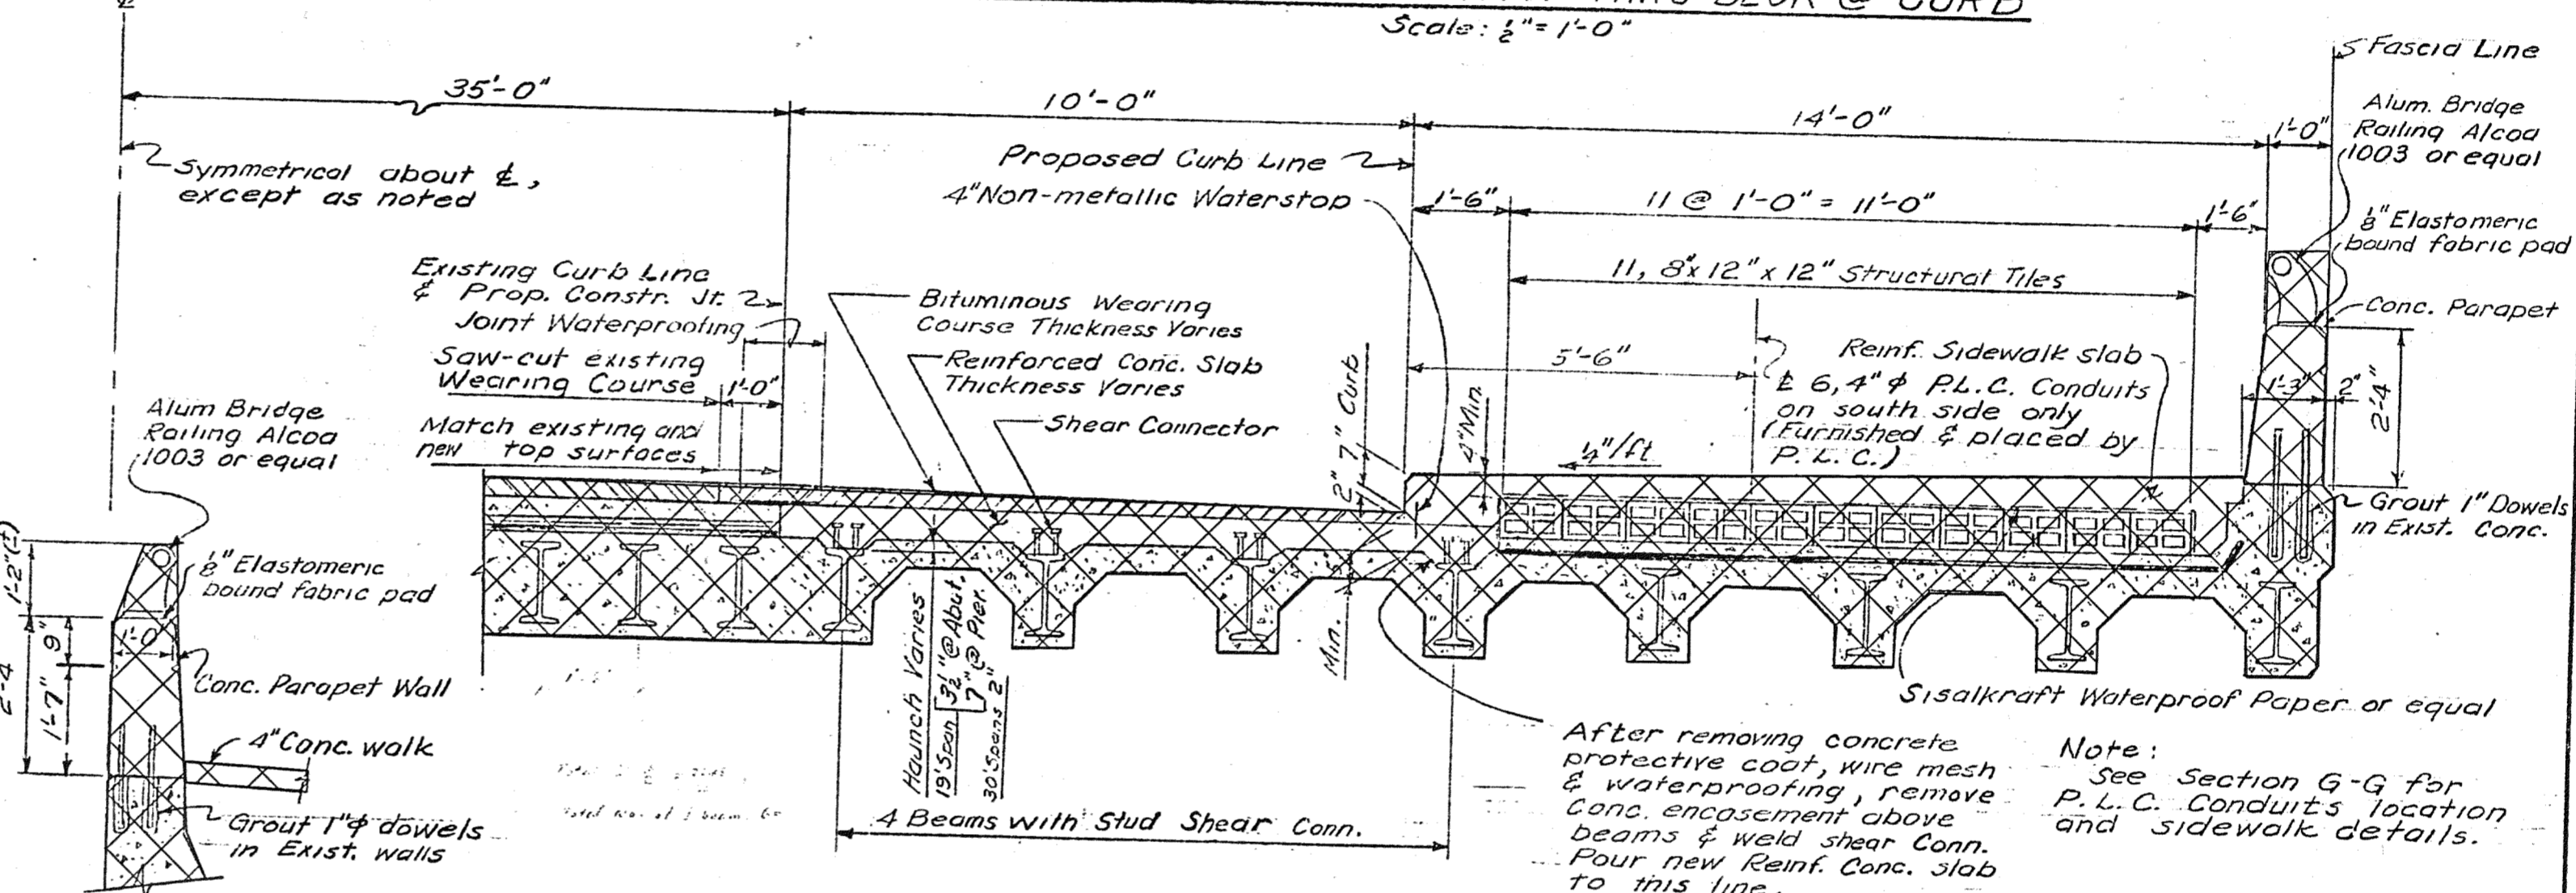 @ CURB
Scale: ½"= 1'-0"
Fascia Line
35'-0"
10'-0"
14'-0"
1'-0"
Alum. Bridge
Railing Alcoa
1003 or equal
Symmetrical about ℄,
except as noted
Proposed Curb Line
4" Non-metallic Waterstop
1'-6"
11 @ 1'-0" = 11'-0"
1'-6"
⅛" Elastomeric
bound fabric pad
11, 8"x 12" x 12" Structural Tiles
Conc. Parapet
Existing Curb Line
& Prop. Constr. Jt.
Joint Waterproofing
Bituminous Wearing
Course Thickness Varies
Saw-cut existing
Wearing Course
1'-0"
Reinforced Conc. Slab
Thickness Varies
5'-6"
Reinf. Sidewalk slab
℄ 6, 4" ϕ P.L.C. Conduits
on south side only
(Furnished & placed by
P. L. C.)
1'-3"
2"
2'-4"
Alum Bridge
Railing Alcoa
1003 or equal
Match existing and
new top surfaces
Shear Connector
2"
7" Curb
4" Min.
¼"/ft
Grout 1" Dowels
in Exist. Conc.
1'-2"(±)
⅛" Elastomeric
bound fabric pad
1'-0"
9"
2'-4
1'-7"
Conc. Parapet Wall
4" Conc. walk
Grout 1"ϕ dowels
in Exist. walls
Haunch Varies
19' Span
3½" @ Abut.
7" @ Pier.
30' Spans 2"
Min.
4 Beams with Stud Shear Conn.
Sisalkraft Waterproof Paper or equal
After removing concrete
protective coat, wire mesh
& waterproofing, remove
Conc. encasement above
beams & weld shear Conn.
Pour new Reinf. Conc. slab
to this line.
Note:
See Section G-G for
P.L.C. Conduits location
and sidewalk details.